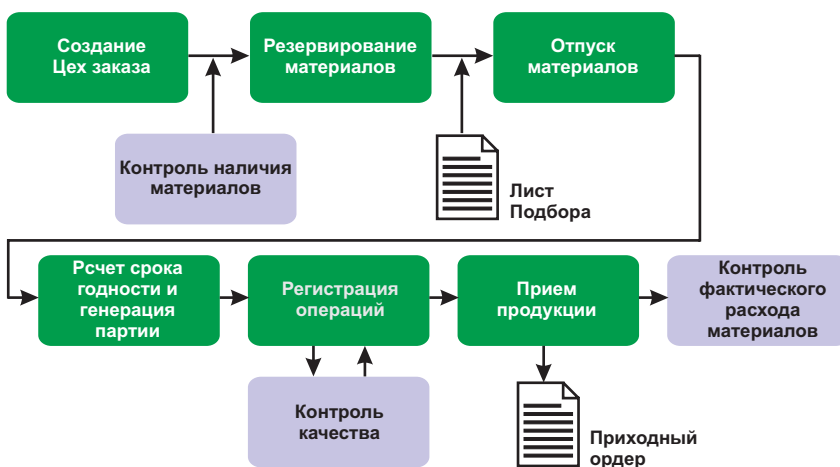 Создание
Цех заказа
Резервирование
материалов
Отпуск
материалов
Контроль наличия
материалов
Лист
Подбора
Рсчет срока
годности и
генерация
партии
Регистрация
операций
Прием
продукции
Контроль
фактического
расхода
материалов
Контроль
качества
Приходный
ордер